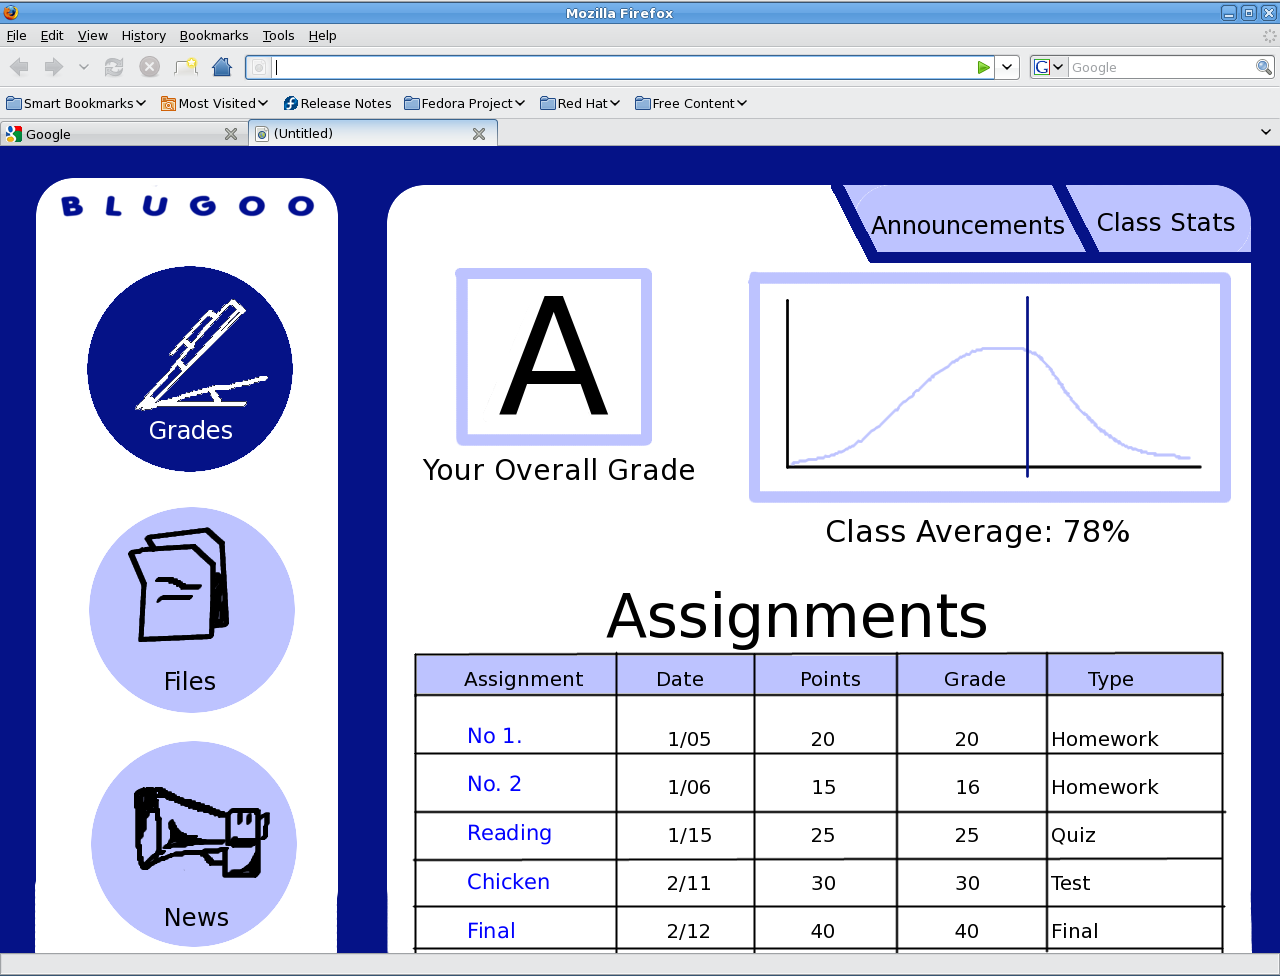 Mozilla Firefox
File Edit View History Bookmarks Tools Help
G Google
Smart Bookmarks Most Visited Release Notes Fedora Project Red Hat Free Content
Google (Untitled)
BLUGOO
Announcements Class Stats
Grades
A
Your Overall Grade
Class Average: 78%
Files
Assignments
Assignment Date Points Grade Type
No 1. 1/05 20 20 Homework
No. 2 1/06 15 16 Homework
Reading 1/15 25 25 Quiz
Chicken 2/11 30 30 Test
News
Final 2/12 40 40 Final